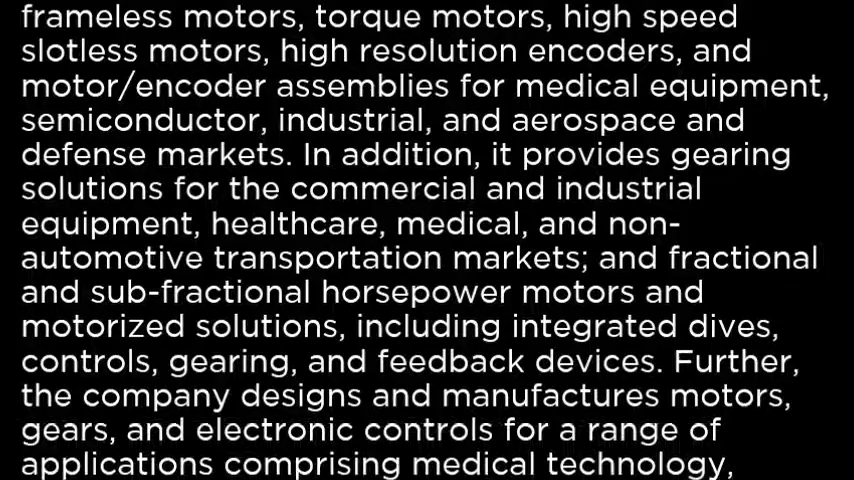 frameless motors, torque motors, high speed
slotless motors, high resolution encoders, and
motor/encoder assemblies for medical equipment,
semiconductor, industrial, and aerospace and
defense markets. In addition, it provides gearing
solutions for the commercial and industrial
equipment, healthcare, medical, and non-
automotive transportation markets; and fractional
and sub-fractional horsepower motors and
motorized solutions, including integrated dives,
controls, gearing, and feedback devices. Further,
the company designs and manufactures motors,
gears, and electronic controls for a range of
applications comprising medical technology,